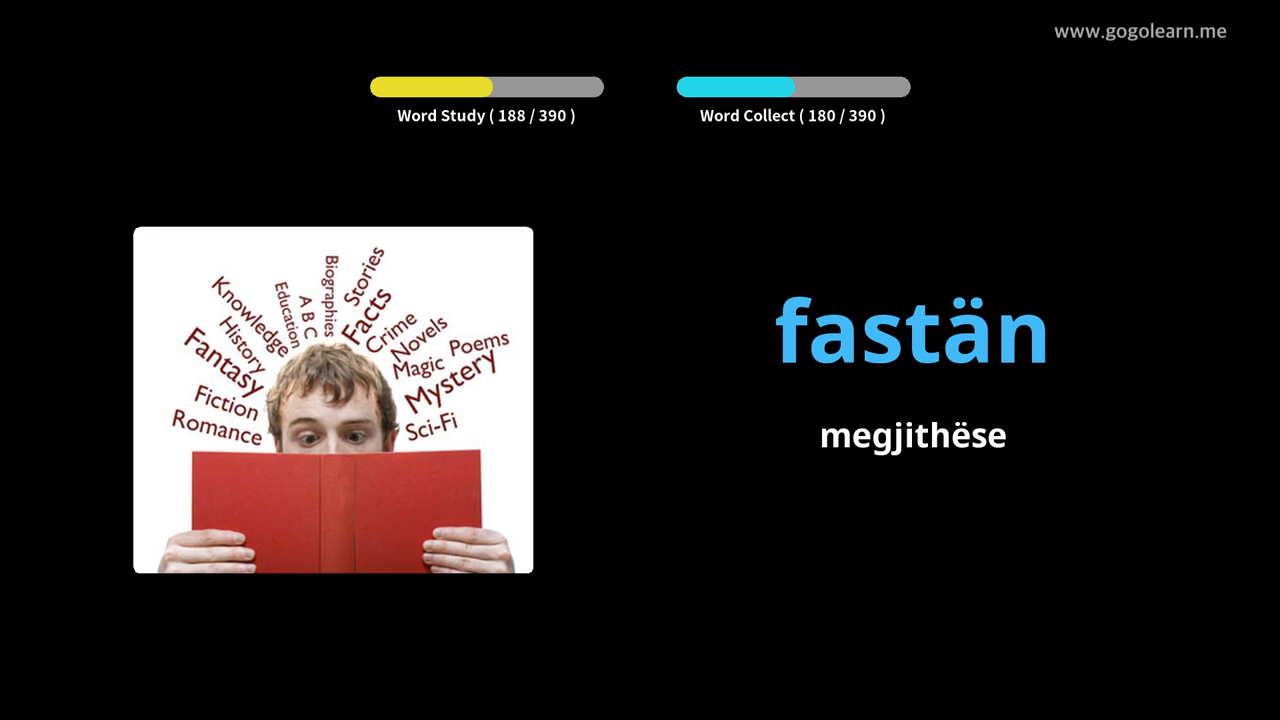 www.gogolearn.me
Word Study ( 188 / 390 )
Word Collect ( 180 / 390 )
Knowledge
History
Fantasy
Fiction
Romance
Education
A B C
Biographies
Stories
Facts
Crime
Novels
Magic
Poems
Mystery
Sci-Fi
fastän
megjithëse